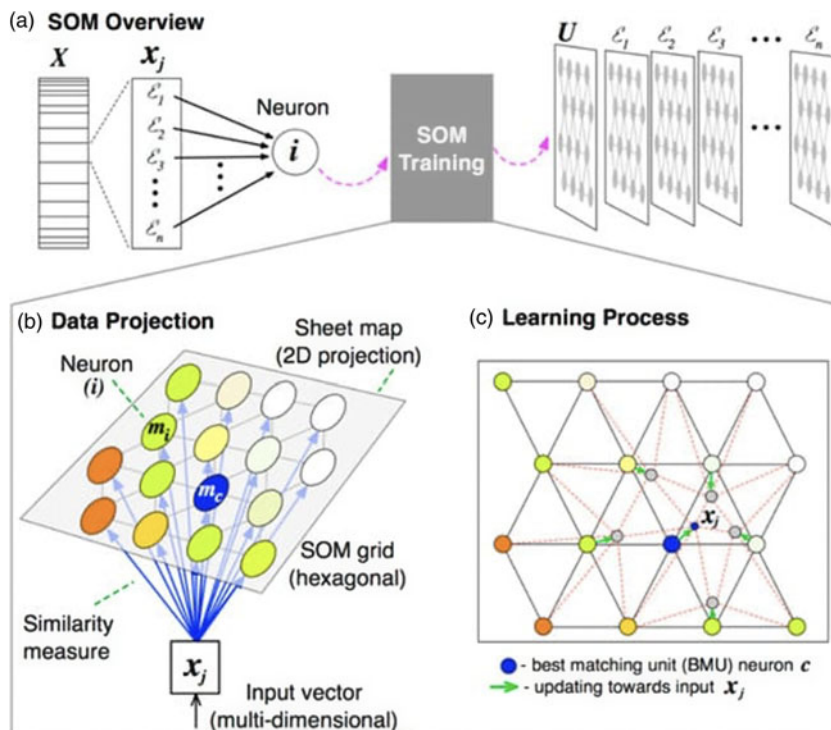 (a) SOM Overview
X
x_j
ℰ_1
ℰ_2
ℰ_3
ℰ_n
Neuron
i
SOM
Training
U ℰ_1 ℰ_2 ℰ_3 ••• ℰ_n
•••
(b) Data Projection
Sheet map
(2D projection)
Neuron
(i)
m_i
m_c
SOM grid
(hexagonal)
Similarity
measure
x_j
Input vector
(multi-dimensional)
(c) Learning Process
x_j
- best matching unit (BMU) neuron c
- updating towards input x_j